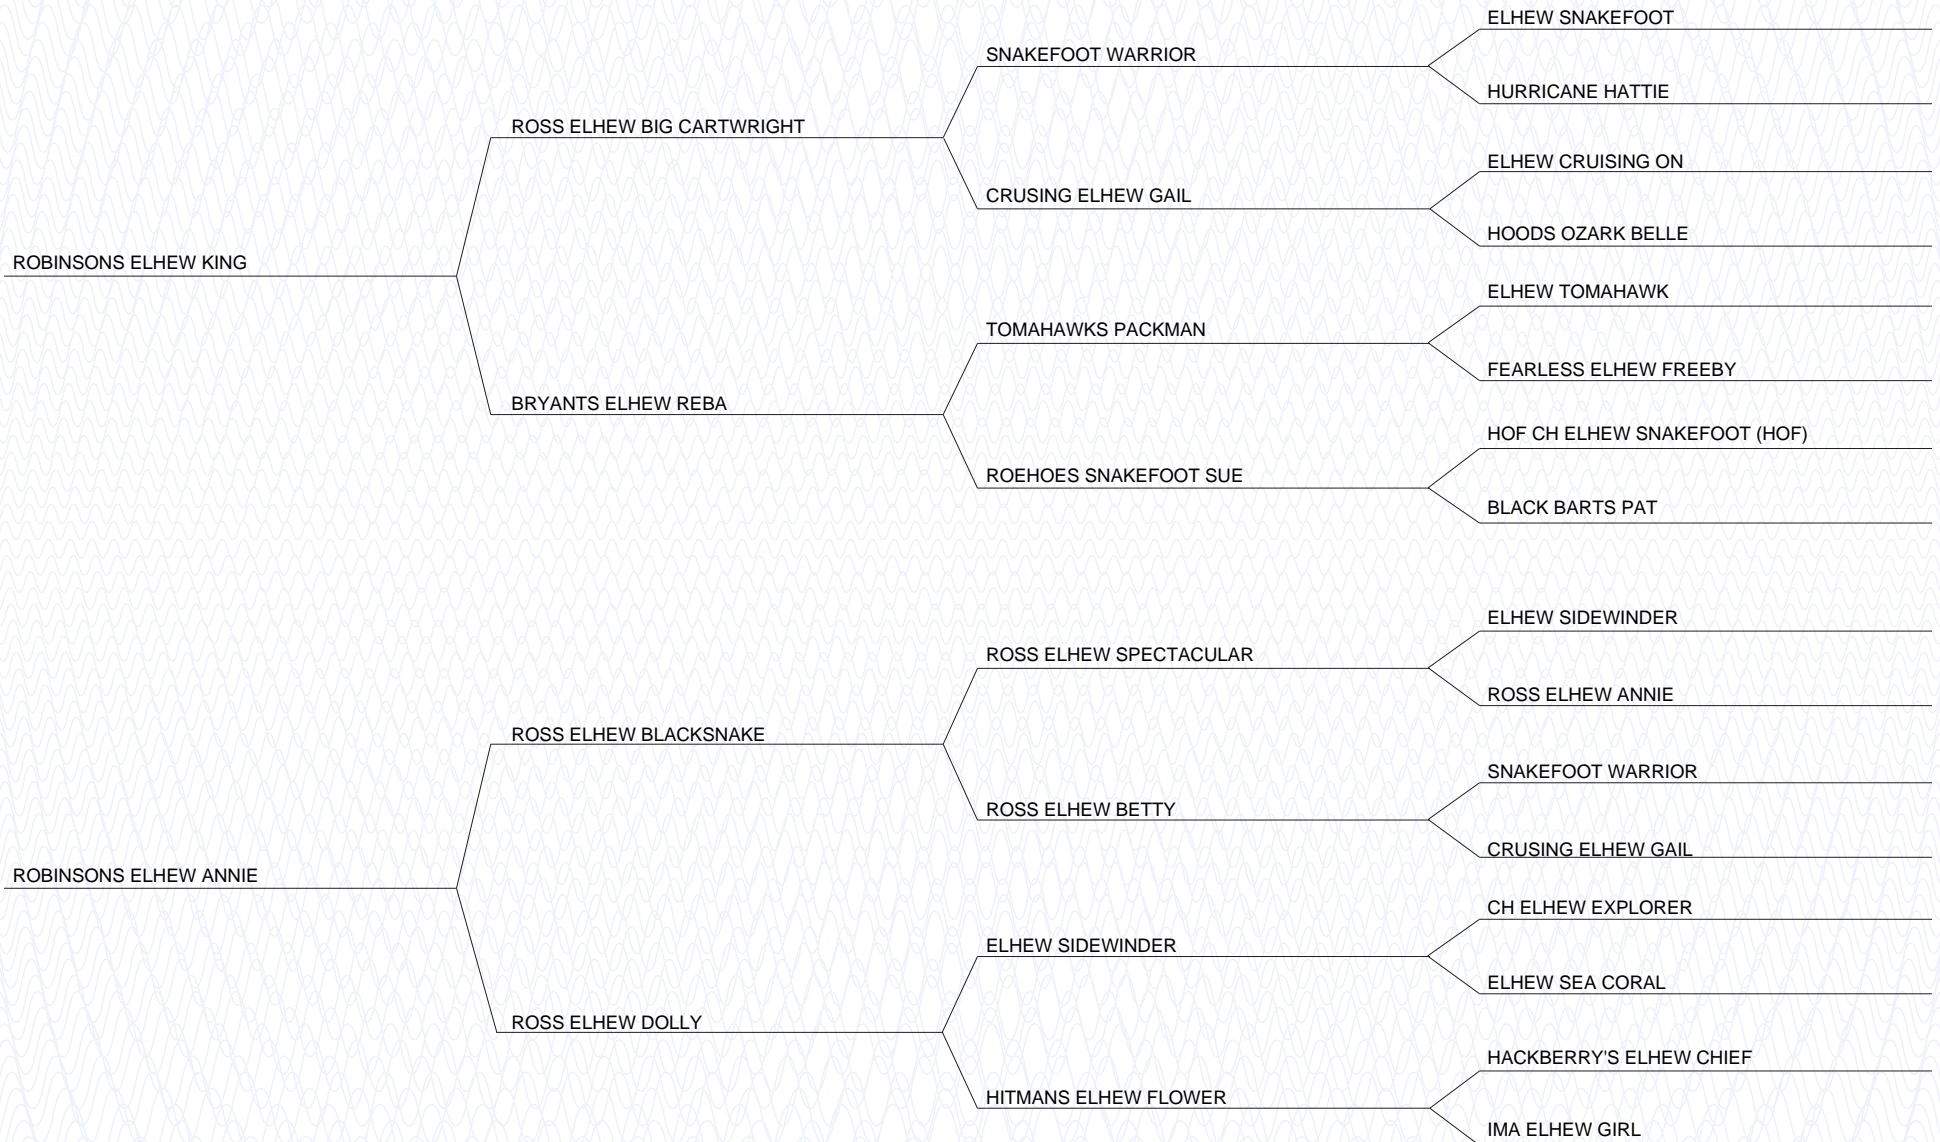 ELHEW SNAKEFOOT
SNAKEFOOT WARRIOR
HURRICANE HATTIE
ROSS ELHEW BIG CARTWRIGHT
ELHEW CRUISING ON
CRUSING ELHEW GAIL
HOODS OZARK BELLE
ROBINSONS ELHEW KING
ELHEW TOMAHAWK
TOMAHAWKS PACKMAN
FEARLESS ELHEW FREEBY
BRYANTS ELHEW REBA
HOF CH ELHEW SNAKEFOOT (HOF)
ROEHOES SNAKEFOOT SUE
BLACK BARTS PAT
ELHEW SIDEWINDER
ROSS ELHEW SPECTACULAR
ROSS ELHEW ANNIE
ROSS ELHEW BLACKSNAKE
SNAKEFOOT WARRIOR
ROSS ELHEW BETTY
CRUSING ELHEW GAIL
ROBINSONS ELHEW ANNIE
CH ELHEW EXPLORER
ELHEW SIDEWINDER
ELHEW SEA CORAL
ROSS ELHEW DOLLY
HACKBERRY'S ELHEW CHIEF
HITMANS ELHEW FLOWER
IMA ELHEW GIRL